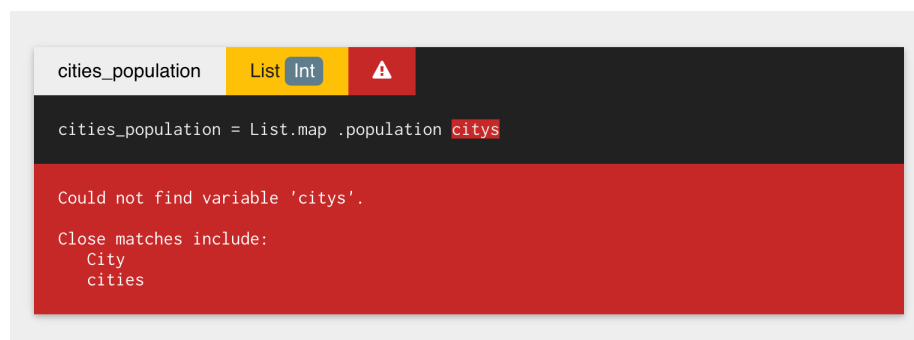 cities_population List Int
cities_population = List.map .population citys
Could not find variable 'citys'.
Close matches include:
City
cities